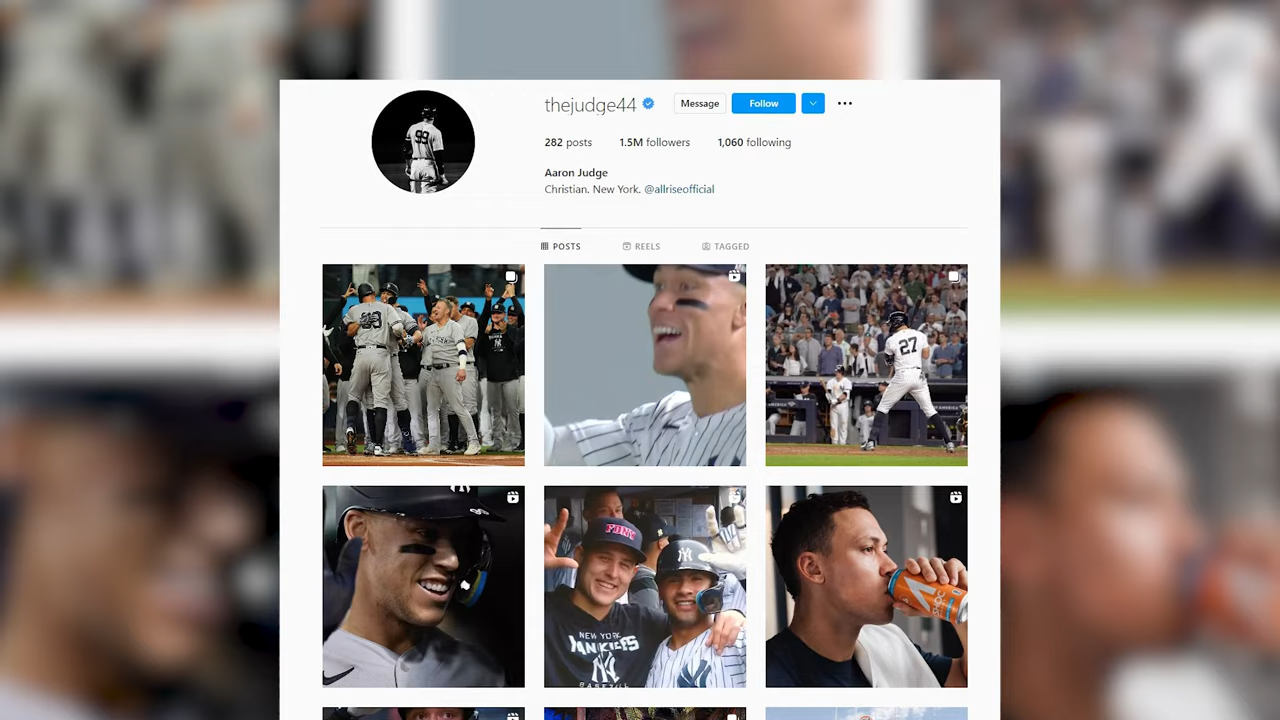 thejudge44
Message
Follow
282 posts
1.5M followers
1,060 following
Aaron Judge
Christian. New York. @allriseofficial
POSTS
REELS
TAGGED
99
27
FDNY
NEW YORK
YANKEES
BASEBALL